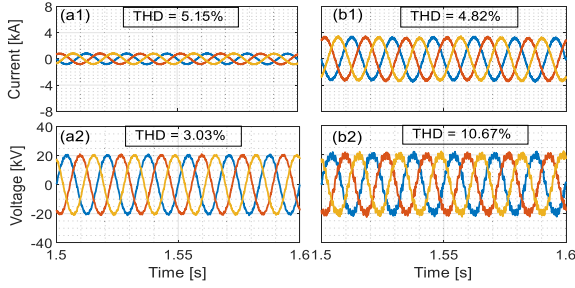 (a1) THD = 5.15%
(b1) THD = 4.82%
8
4
0
-4
-8
Current [kA]
(a2) THD = 3.03%
(b2) THD = 10.67%
40
20
0
-20
-40
Voltage [kV]
1.5 1.55 1.6
1.5 1.55 1.6
Time [s]
Time [s]